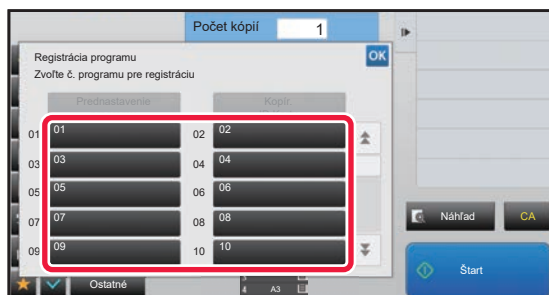 Počet kópií 1
Registrácia programu
OK
Zvoľte č. programu pre registráciu
Prednastavenie Kopír.
01 01 02 02
03 03 04 04
05 05 06 06
07 07 08 08
09 09 10 10
Náhľad CA
Štart
Ostatné
4 A3